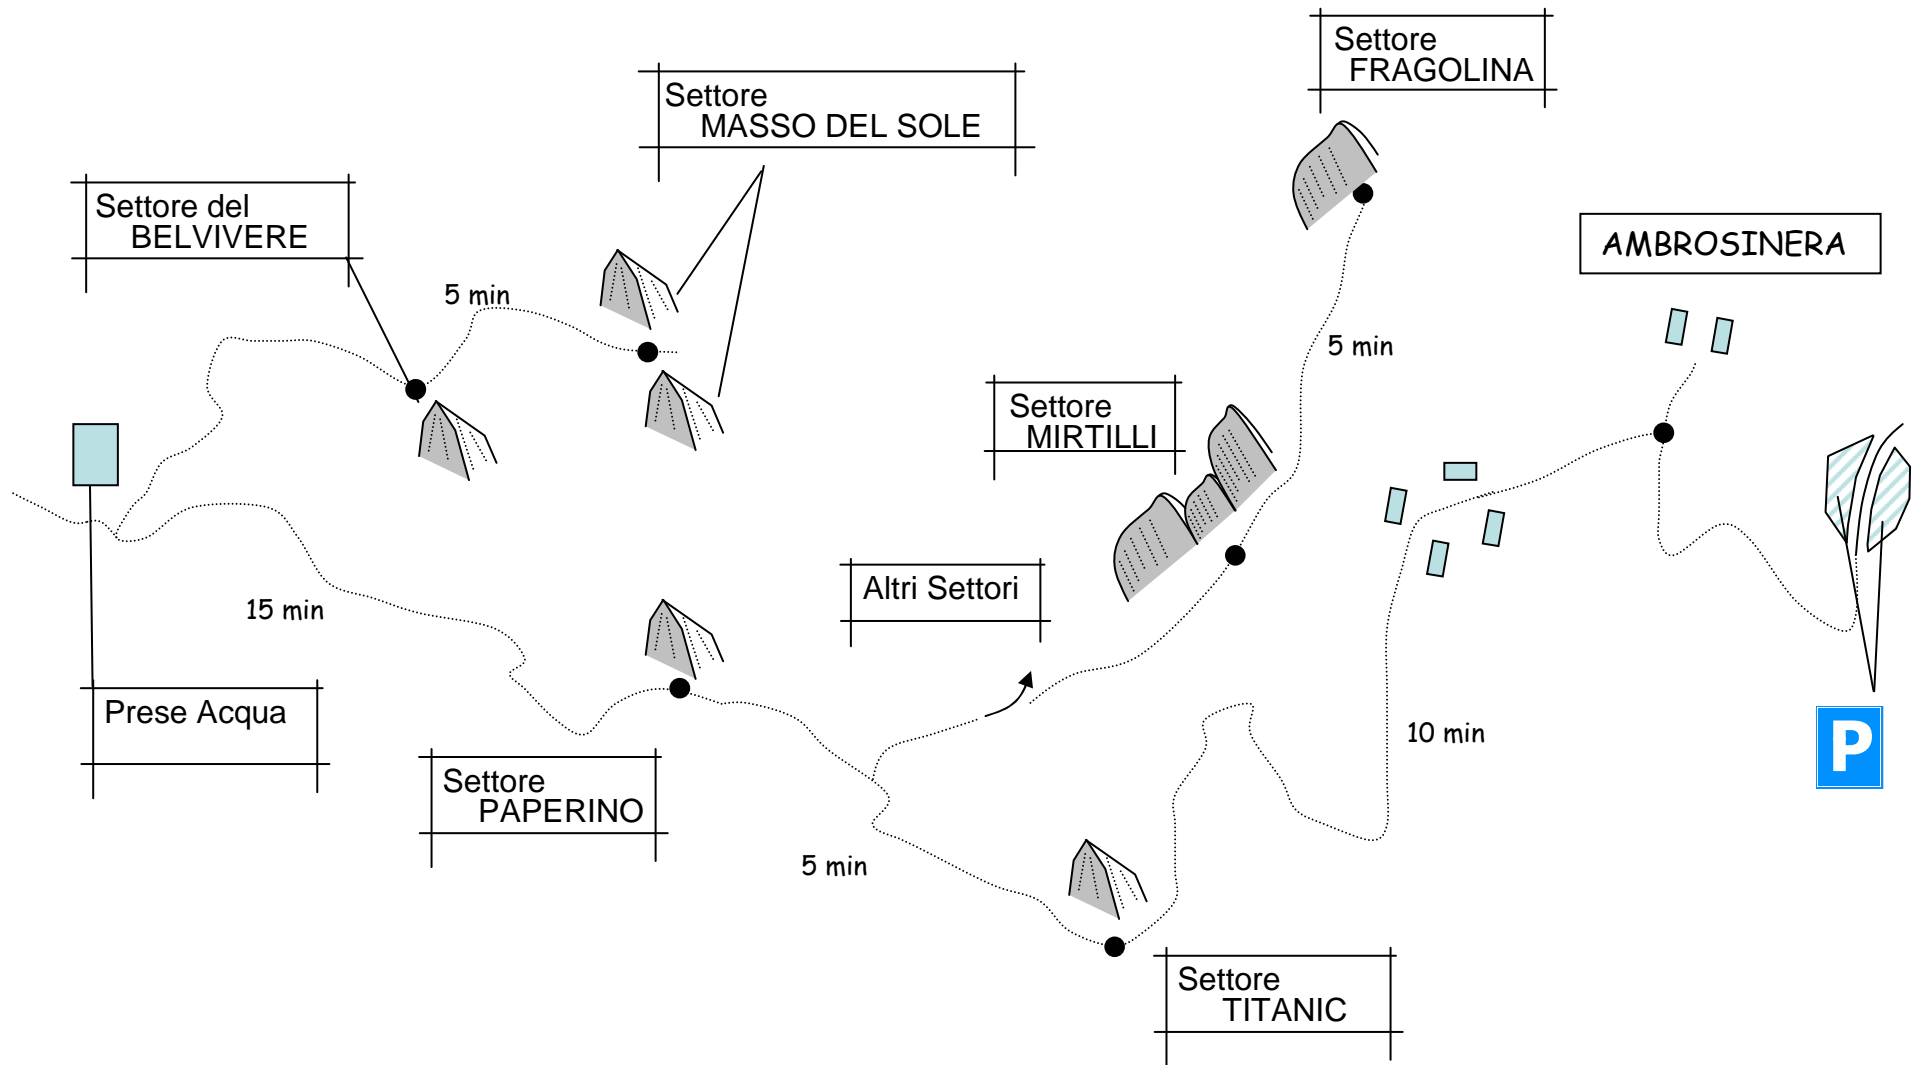 Settore
FRAGOLINA
Settore
MASSO DEL SOLE
Settore del
BELVIVERE
AMBROSINERA
5 min
5 min
Settore
MIRTILLI
Altri Settori
15 min
Prese Acqua
Settore
PAPERINO
10 min
P
5 min
Settore
TITANIC